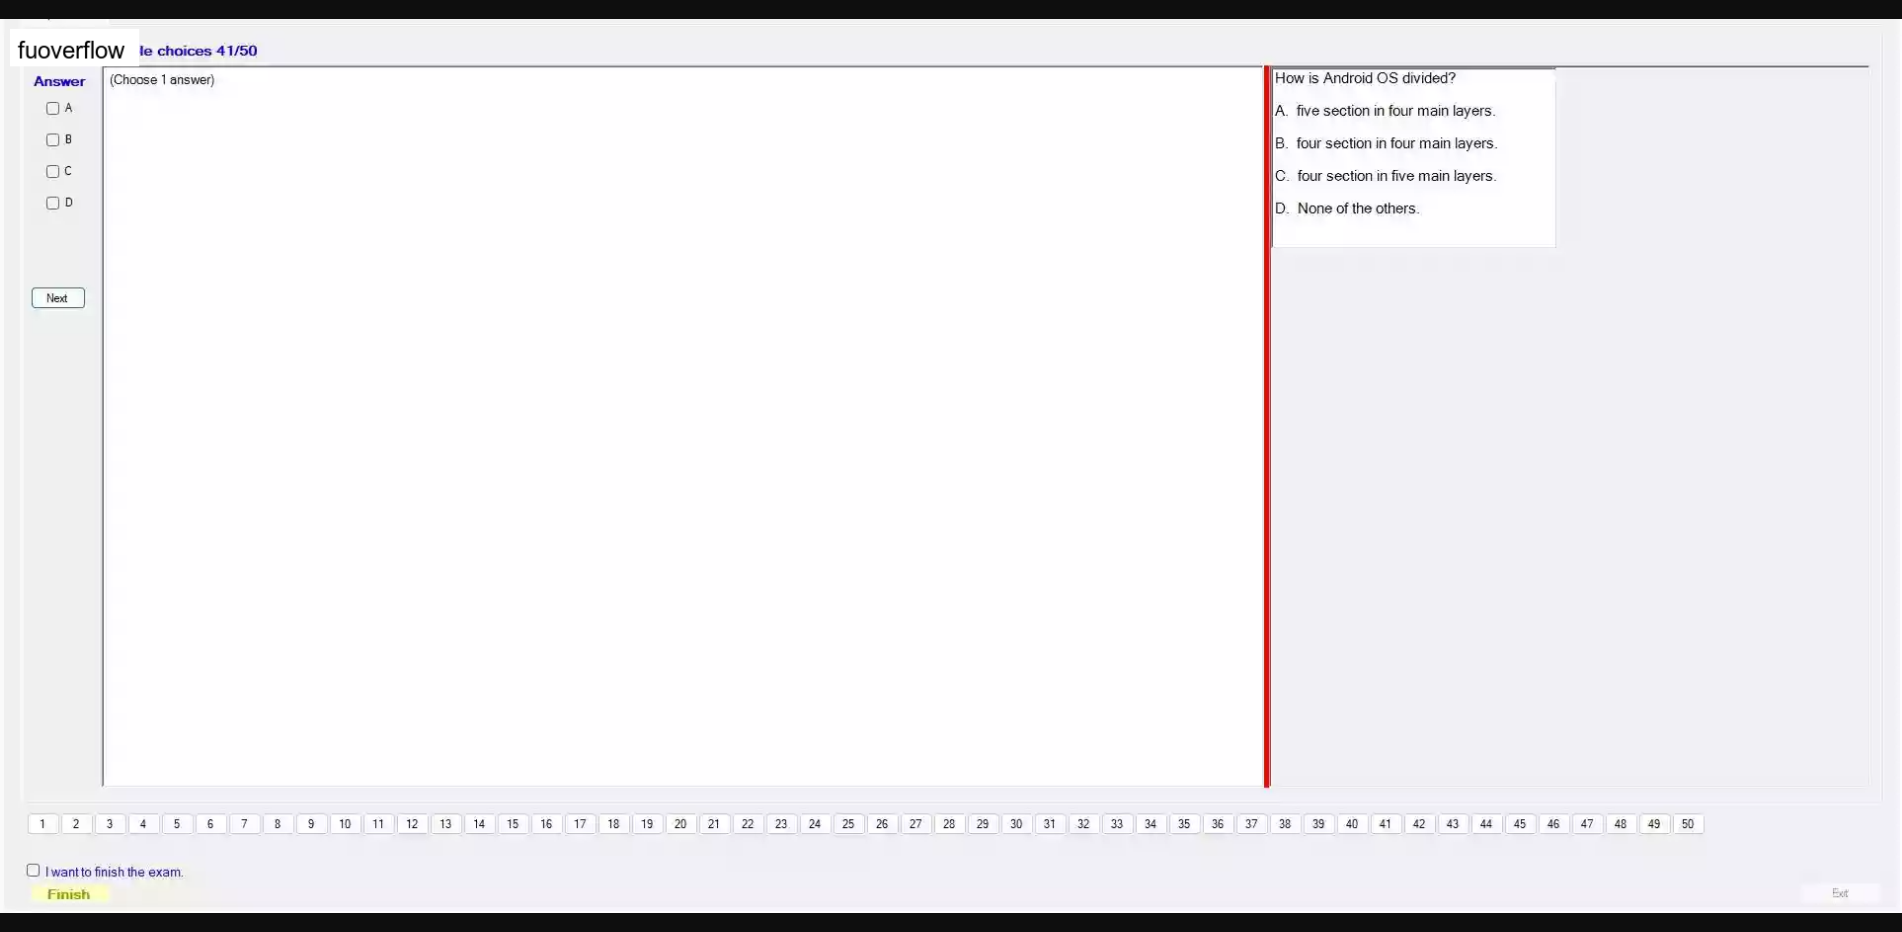 fuoverflow
le choices 41/50
Answer
(Choose 1 answer)
A
B
C
D
Next
How is Android OS divided?
A. five section in four main layers.
B. four section in four main layers.
C. four section in five main layers.
D. None of the others.
1 2 3 4 5 6 7 8 9 10 11 12 13 14 15 16 17 18 19 20 21 22 23 24 25 26 27 28 29 30 31 32 33 34 35 36 37 38 39 40 41 42 43 44 45 46 47 48 49 50
I want to finish the exam.
Finish
Exit